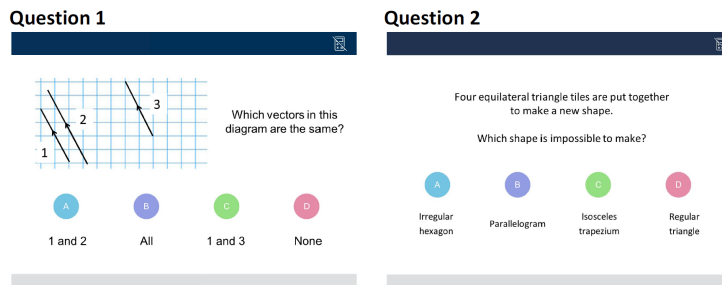 Question 1
2
3
1
Which vectors in this
diagram are the same?
A
B
C
D
1 and 2
All
1 and 3
None
Question 2
Four equilateral triangle tiles are put together
to make a new shape.
Which shape is impossible to make?
A
B
C
D
Irregular
hexagon
Parallelogram
Isosceles
trapezium
Regular
triangle